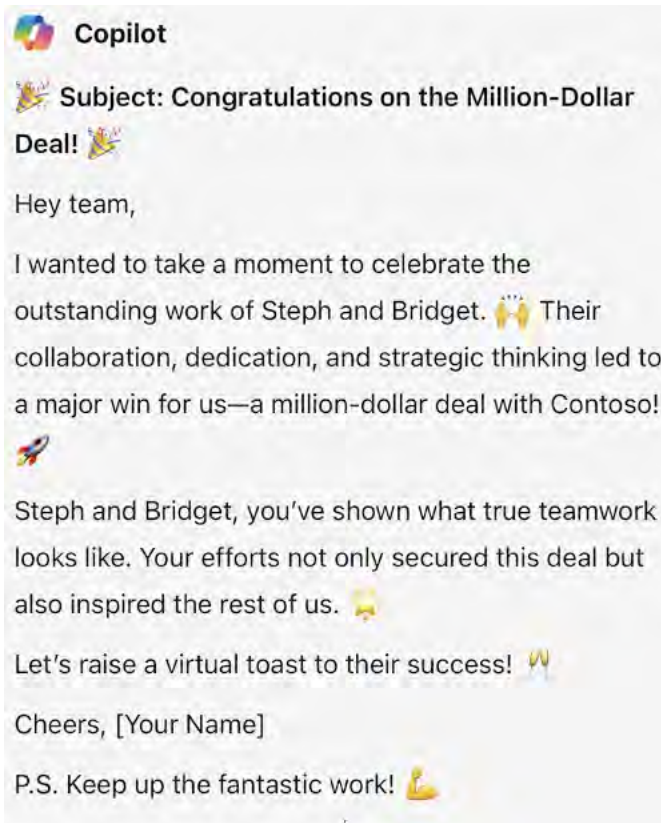 Copilot
🎉 Subject: Congratulations on the Million-Dollar
Deal! 🎉
Hey team,
I wanted to take a moment to celebrate the
outstanding work of Steph and Bridget. 🙌 Their
collaboration, dedication, and strategic thinking led to
a major win for us—a million-dollar deal with Contoso!
🚀
Steph and Bridget, you’ve shown what true teamwork
looks like. Your efforts not only secured this deal but
also inspired the rest of us. 🌟
Let’s raise a virtual toast to their success! 🥂
Cheers, [Your Name]
P.S. Keep up the fantastic work! 💪